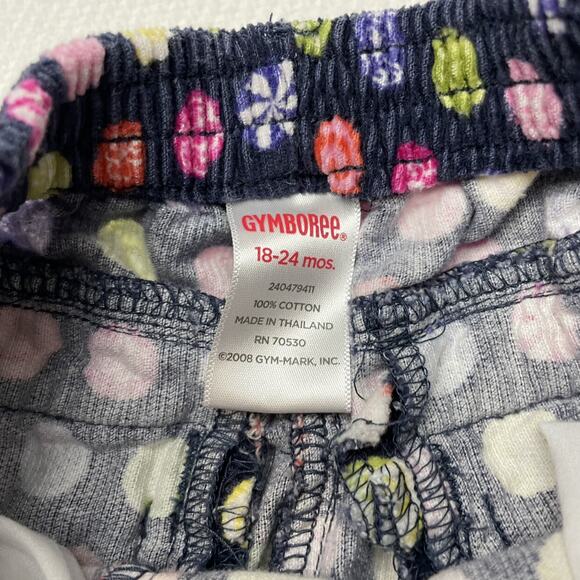 GYMBOREE®
18-24 mos.
240479411
100% COTTON
MADE IN THAILAND
RN 70530
©2008 GYM-MARK, INC.